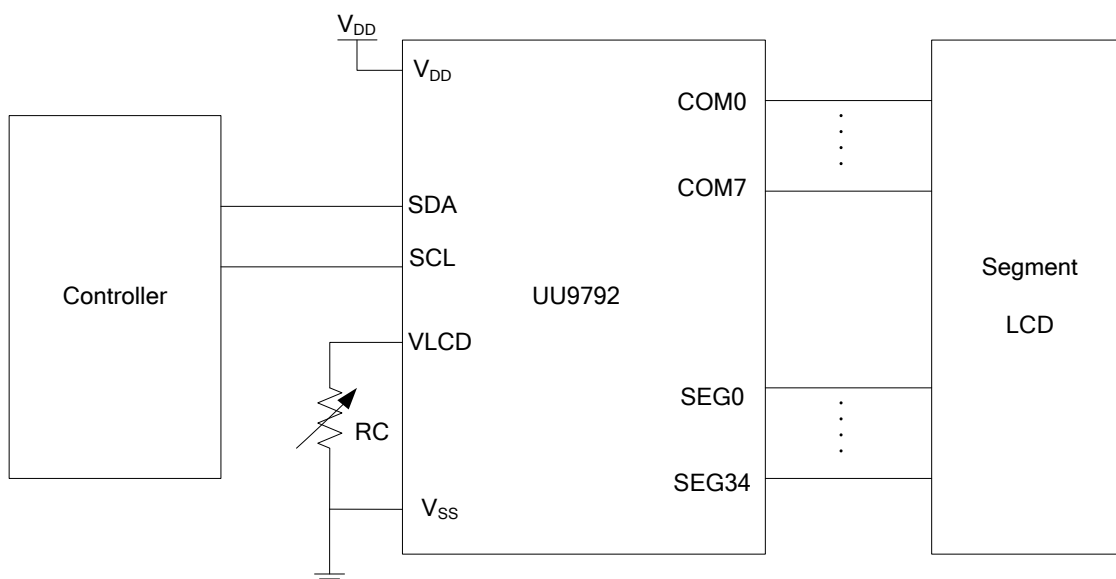 VDD
VDD
COM0
COM7
SDA
SCL
Controller
UU9792
Segment
LCD
VLCD
RC
SEG0
SEG34
VSS